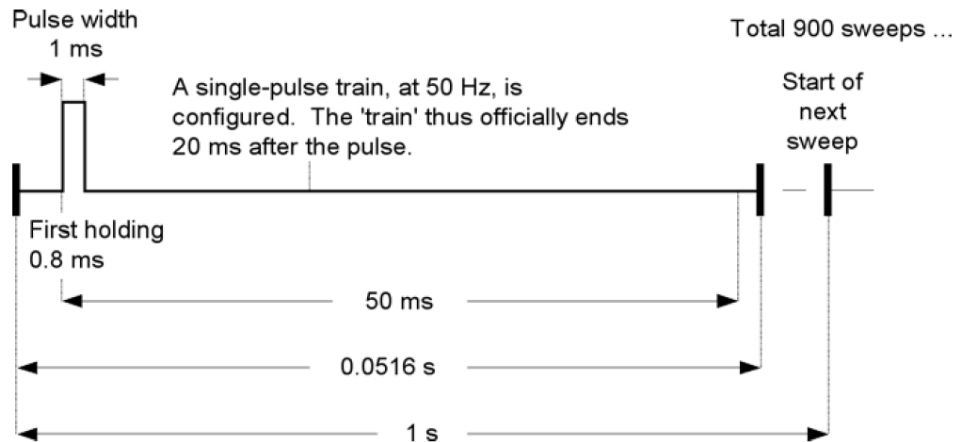 Pulse width
1 ms
Total 900 sweeps ...
A single-pulse train, at 50 Hz, is
configured. The 'train' thus officially ends
20 ms after the pulse.
Start of
next
sweep
First holding
0.8 ms
50 ms
0.0516 s
1 s